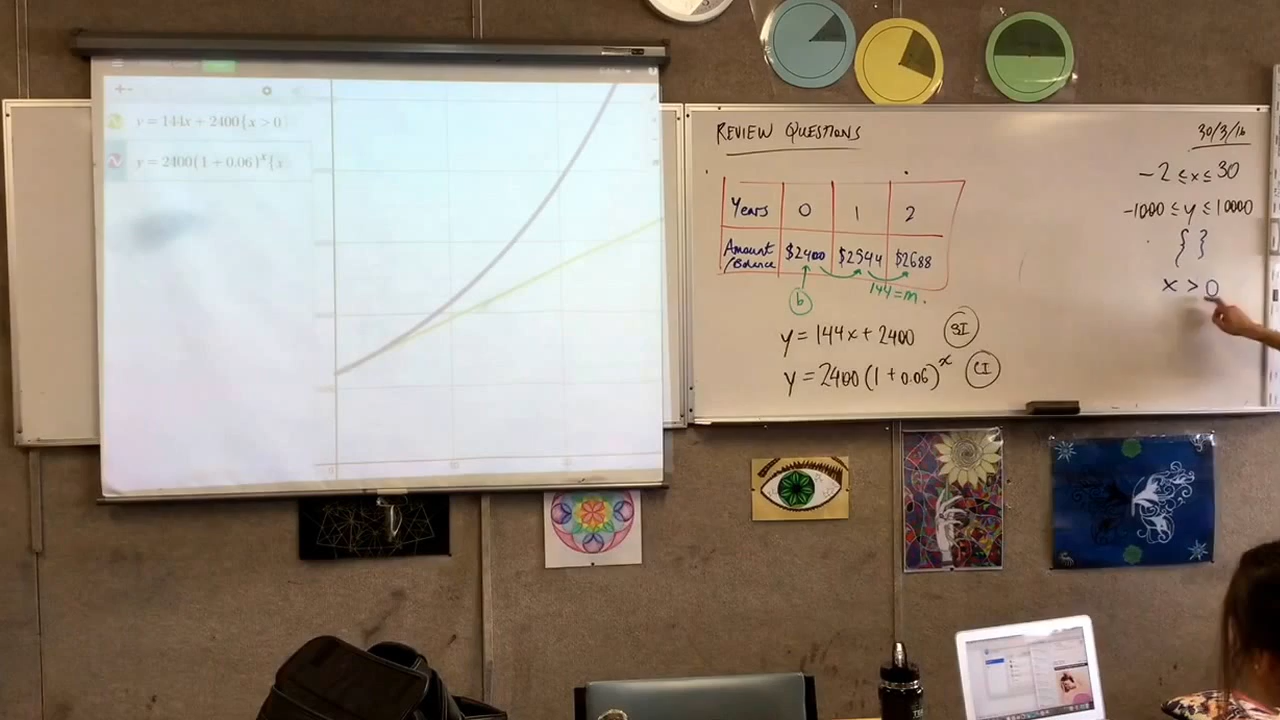 y = 144x + 2400{x > 0
y = 2400(1 + 0.06)^x{x
REVIEW QUESTIONS
Years 0 1 2
Amount /Balance $2400 $2544 $2688
b
144 = m.
y = 144x + 2400 SI
y = 2400(1 + 0.06)^x CI
30/3/16
-2 ≤ x ≤ 30
-1000 ≤ y ≤ 10000
{ }
x > 0